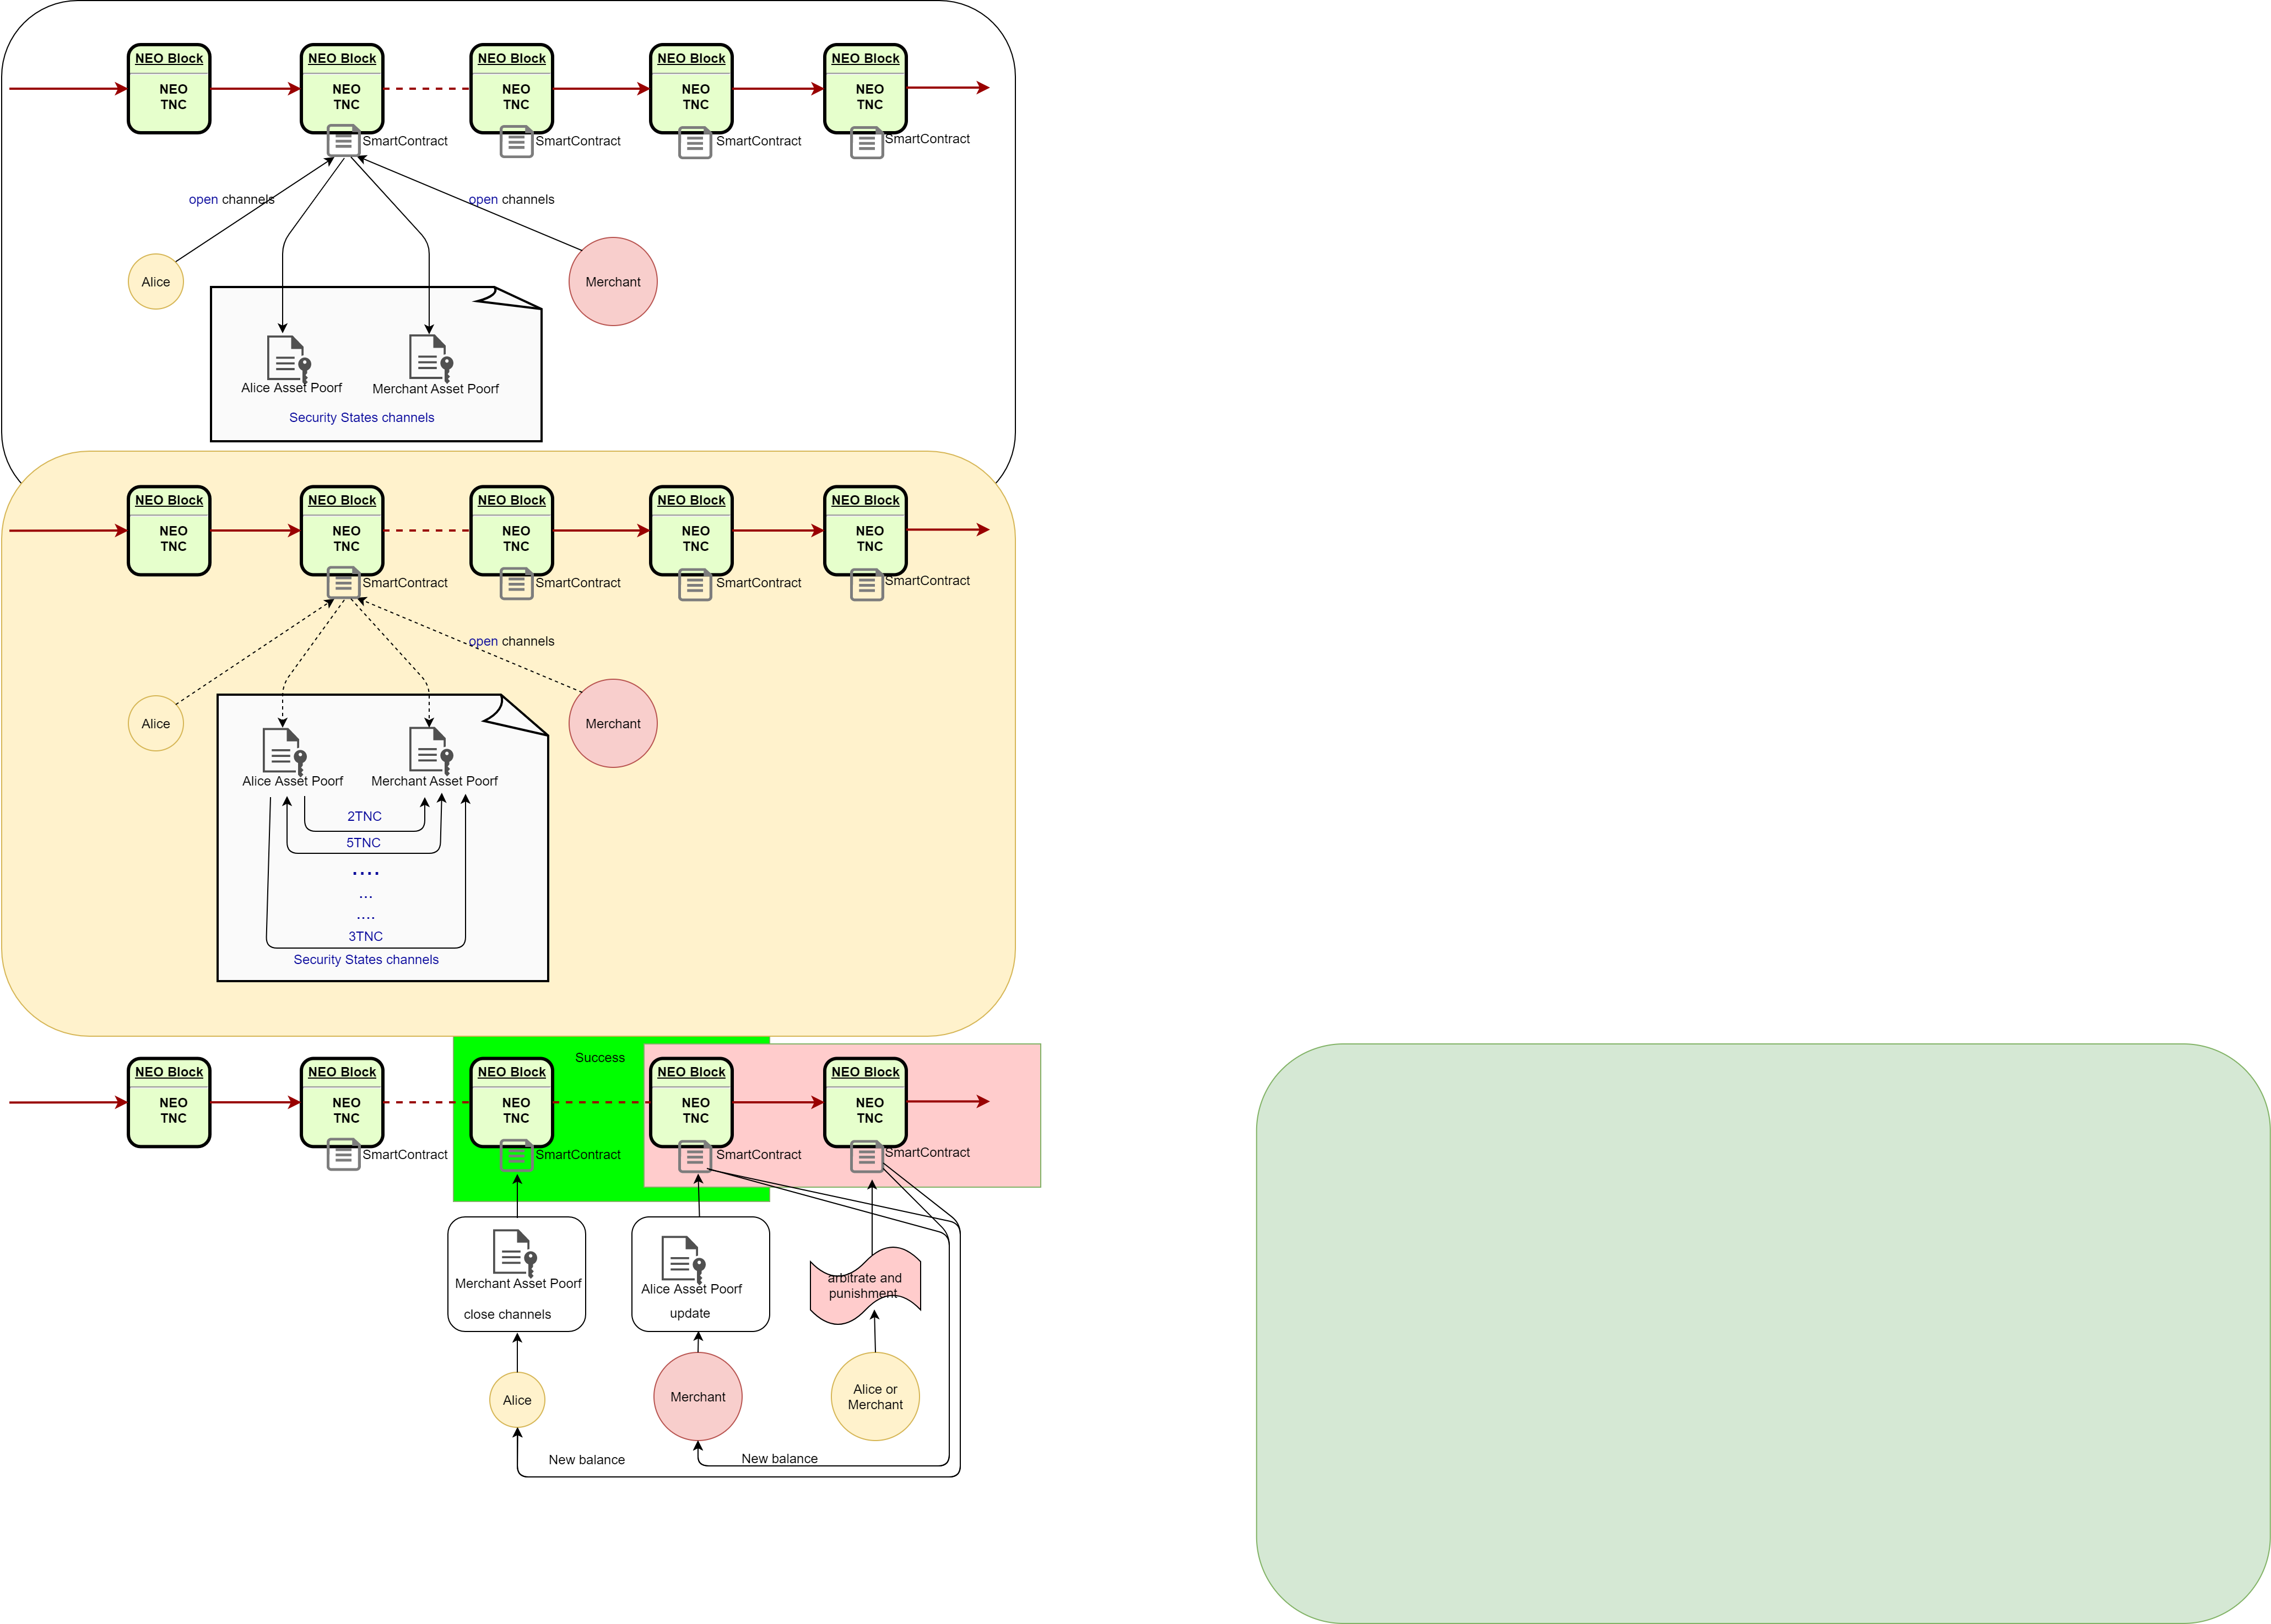 NEO Block
NEO Block
NEO Block
NEO Block
NEO Block
NEO
TNC
NEO
TNC
NEO
TNC
NEO
TNC
NEO
TNC
SmartContract
SmartContract
SmartContract
SmartContract
open channels
open channels
Alice
Merchant
Alice Asset Poorf
Merchant Asset Poorf
Security States channels
NEO Block
NEO Block
NEO Block
NEO Block
NEO Block
NEO
TNC
NEO
TNC
NEO
TNC
NEO
TNC
NEO
TNC
SmartContract
SmartContract
SmartContract
SmartContract
open channels
Alice
Merchant
Alice Asset Poorf
Merchant Asset Poorf
2TNC
5TNC
....
...
....
3TNC
Security States channels
Success
NEO Block
NEO Block
NEO Block
NEO Block
NEO Block
NEO
TNC
NEO
TNC
NEO
TNC
NEO
TNC
NEO
TNC
SmartContract
SmartContract
SmartContract
SmartContract
Merchant Asset Poorf
close channels
Alice Asset Poorf
update
arbitrate and
punishment
Alice
Merchant
Alice or
Merchant
New balance
New balance